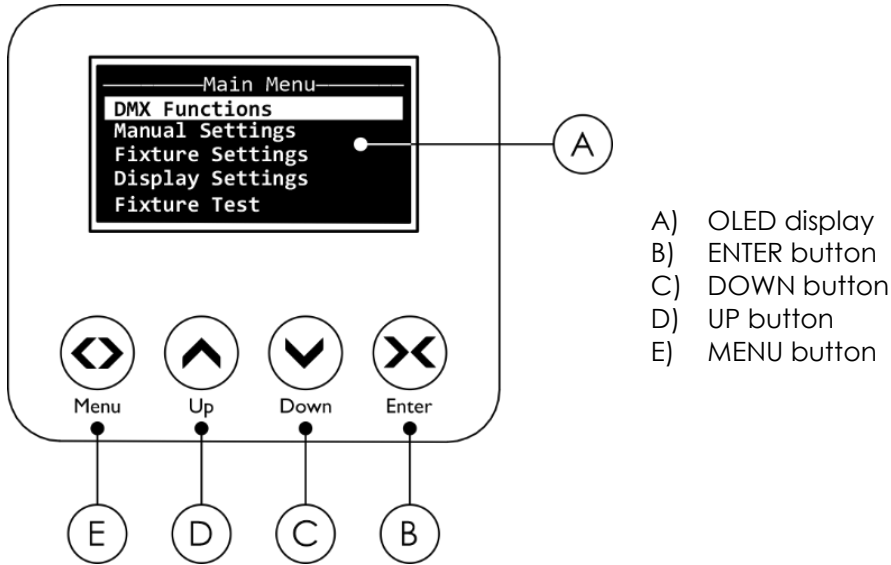 Main Menu
DMX Functions
Manual Settings
Fixture Settings
Display Settings
Fixture Test
A
A) OLED display
B) ENTER button
C) DOWN button
D) UP button
E) MENU button
Menu Up Down Enter
E D C B